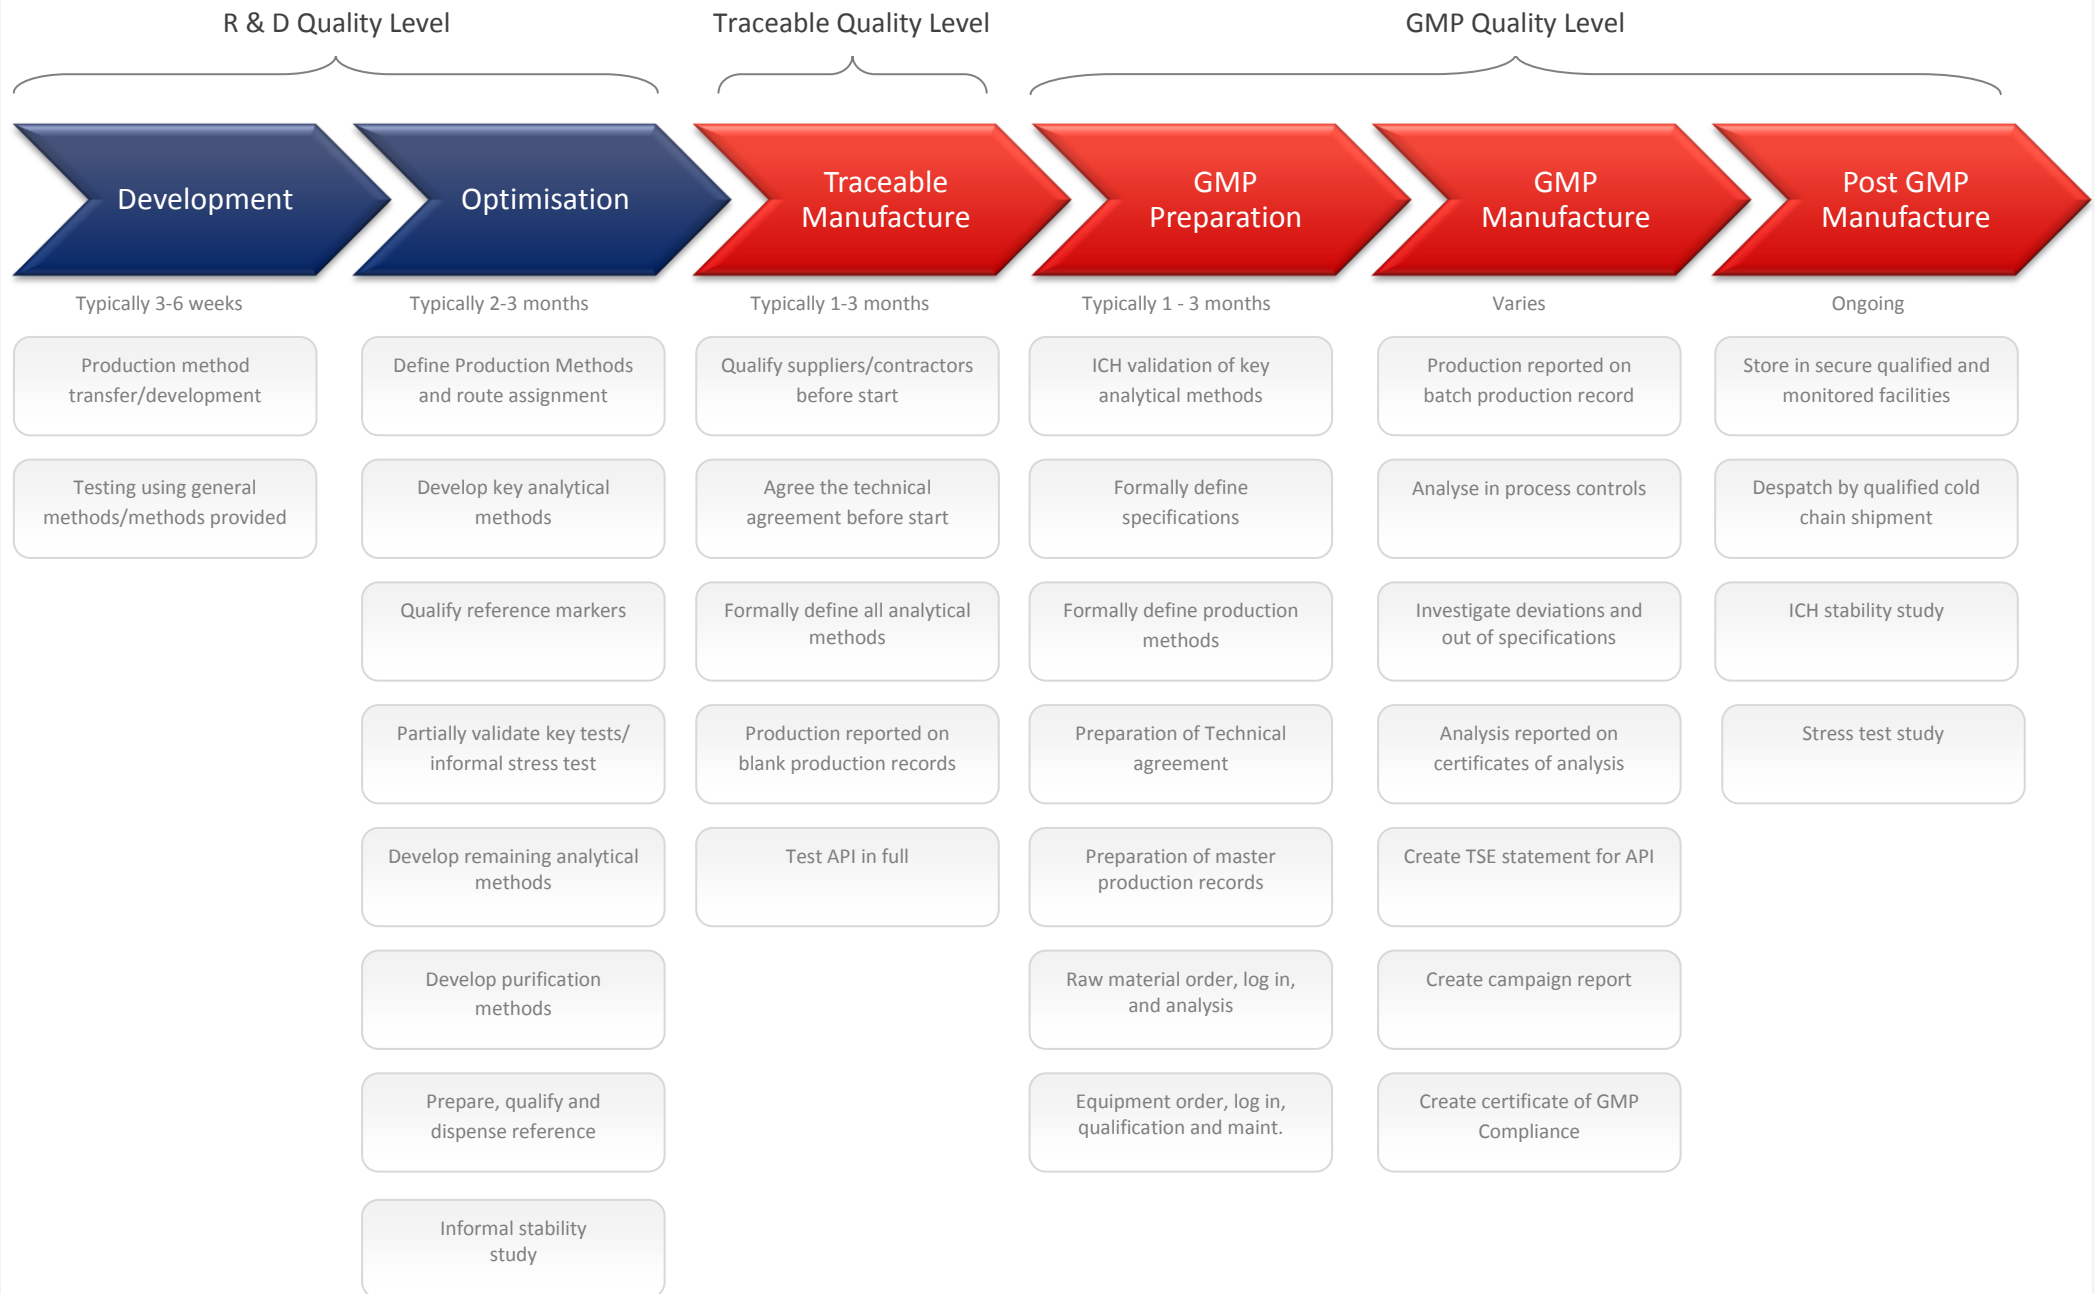 R & D Quality Level
Traceable Quality Level
GMP Quality Level
Development
Optimisation
Traceable
Manufacture
GMP
Preparation
GMP
Manufacture
Post GMP
Manufacture
Typically 3-6 weeks
Typically 2-3 months
Typically 1-3 months
Typically 1 - 3 months
Varies
Ongoing
Production method
transfer/development
Testing using general
methods/methods provided
Define Production Methods
and route assignment
Develop key analytical
methods
Qualify reference markers
Partially validate key tests/
informal stress test
Develop remaining analytical
methods
Develop purification
methods
Prepare, qualify and
dispense reference
Informal stability
study
Qualify suppliers/contractors
before start
Agree the technical
agreement before start
Formally define all analytical
methods
Production reported on
blank production records
Test API in full
ICH validation of key
analytical methods
Formally define
specifications
Formally define production
methods
Preparation of Technical
agreement
Preparation of master
production records
Raw material order, log in,
and analysis
Equipment order, log in,
qualification and maint.
Production reported on
batch production record
Analyse in process controls
Investigate deviations and
out of specifications
Analysis reported on
certificates of analysis
Create TSE statement for API
Create campaign report
Create certificate of GMP
Compliance
Store in secure qualified and
monitored facilities
Despatch by qualified cold
chain shipment
ICH stability study
Stress test study